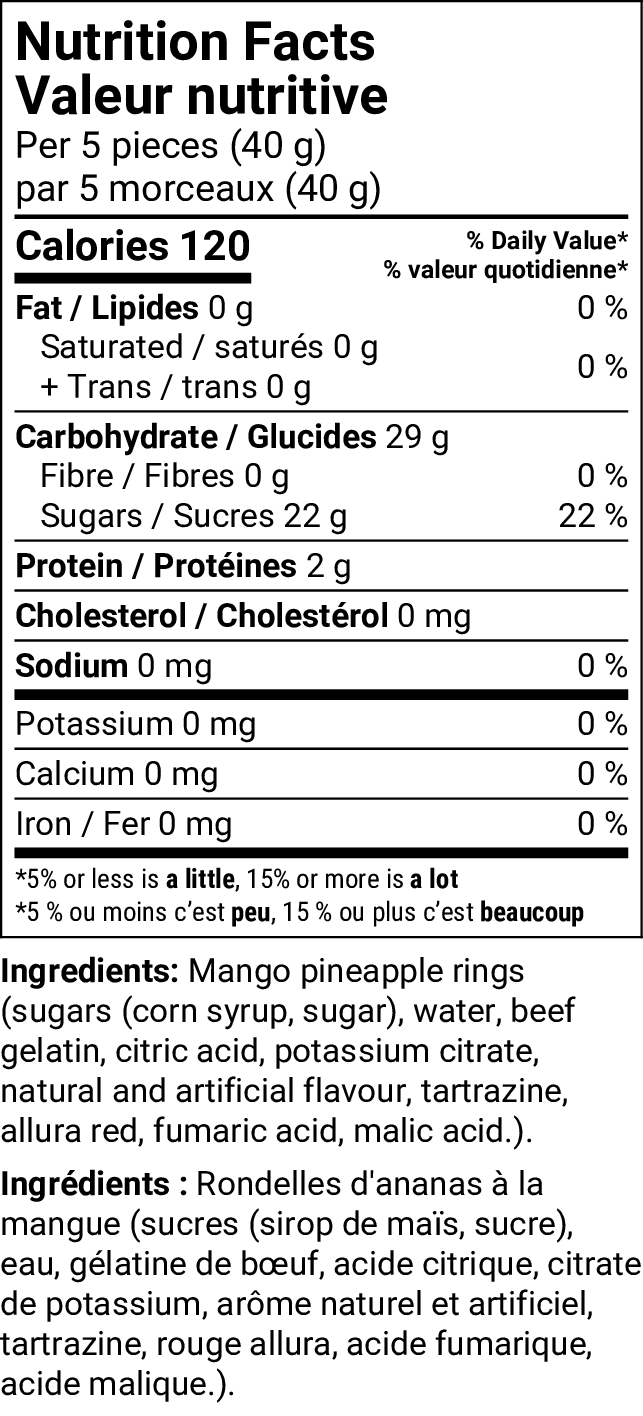 Nutrition Facts
Valeur nutritive
Per 5 pieces (40 g)
par 5 morceaux (40 g)
Calories 120
% Daily Value*
% valeur quotidienne*
Fat / Lipides 0 g 0 %
Saturated / saturés 0 g
+ Trans / trans 0 g 0 %
Carbohydrate / Glucides 29 g
Fibre / Fibres 0 g 0 %
Sugars / Sucres 22 g 22 %
Protein / Protéines 2 g
Cholesterol / Cholestérol 0 mg
Sodium 0 mg 0 %
Potassium 0 mg 0 %
Calcium 0 mg 0 %
Iron / Fer 0 mg 0 %
*5% or less is a little, 15% or more is a lot
*5 % ou moins c’est peu, 15 % ou plus c’est beaucoup
Ingredients: Mango pineapple rings
(sugars (corn syrup, sugar), water, beef
gelatin, citric acid, potassium citrate,
natural and artificial flavour, tartrazine,
allura red, fumaric acid, malic acid.).
Ingrédients : Rondelles d'ananas à la
mangue (sucres (sirop de maïs, sucre),
eau, gélatine de bœuf, acide citrique, citrate
de potassium, arôme naturel et artificiel,
tartrazine, rouge allura, acide fumarique,
acide malique.).